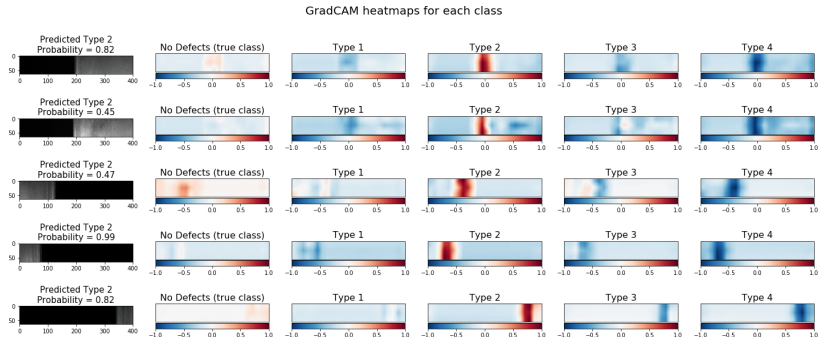 GradCAM heatmaps for each class
Predicted Type 2
Probability = 0.82
No Defects (true class) Type 1 Type 2 Type 3 Type 4
0
50
0 100 200 300 400
−1.0 −0.5 0.0 0.5 1.0 −1.0 −0.5 0.0 0.5 1.0 −1.0 −0.5 0.0 0.5 1.0 −1.0 −0.5 0.0 0.5 1.0 −1.0 −0.5 0.0 0.5 1.0
Predicted Type 2
Probability = 0.45
No Defects (true class) Type 1 Type 2 Type 3 Type 4
0
50
0 100 200 300 400
−1.0 −0.5 0.0 0.5 1.0 −1.0 −0.5 0.0 0.5 1.0 −1.0 −0.5 0.0 0.5 1.0 −1.0 −0.5 0.0 0.5 1.0 −1.0 −0.5 0.0 0.5 1.0
Predicted Type 2
Probability = 0.47
No Defects (true class) Type 1 Type 2 Type 3 Type 4
0
50
0 100 200 300 400
−1.0 −0.5 0.0 0.5 1.0 −1.0 −0.5 0.0 0.5 1.0 −1.0 −0.5 0.0 0.5 1.0 −1.0 −0.5 0.0 0.5 1.0 −1.0 −0.5 0.0 0.5 1.0
Predicted Type 2
Probability = 0.99
No Defects (true class) Type 1 Type 2 Type 3 Type 4
0
50
0 100 200 300 400
−1.0 −0.5 0.0 0.5 1.0 −1.0 −0.5 0.0 0.5 1.0 −1.0 −0.5 0.0 0.5 1.0 −1.0 −0.5 0.0 0.5 1.0 −1.0 −0.5 0.0 0.5 1.0
Predicted Type 2
Probability = 0.82
No Defects (true class) Type 1 Type 2 Type 3 Type 4
0
50
0 100 200 300 400
−1.0 −0.5 0.0 0.5 1.0 −1.0 −0.5 0.0 0.5 1.0 −1.0 −0.5 0.0 0.5 1.0 −1.0 −0.5 0.0 0.5 1.0 −1.0 −0.5 0.0 0.5 1.0